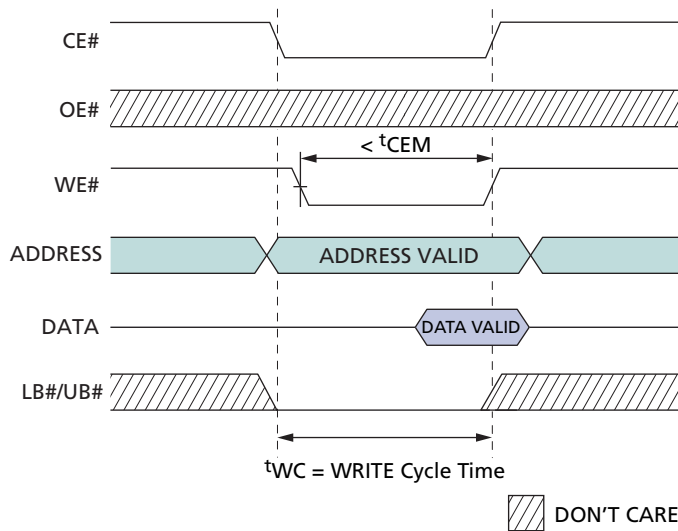 CE#
OE#
< tCEM
WE#
ADDRESS ADDRESS VALID
DATA DATA VALID
LB#/UB#
tWC = WRITE Cycle Time
DON'T CARE